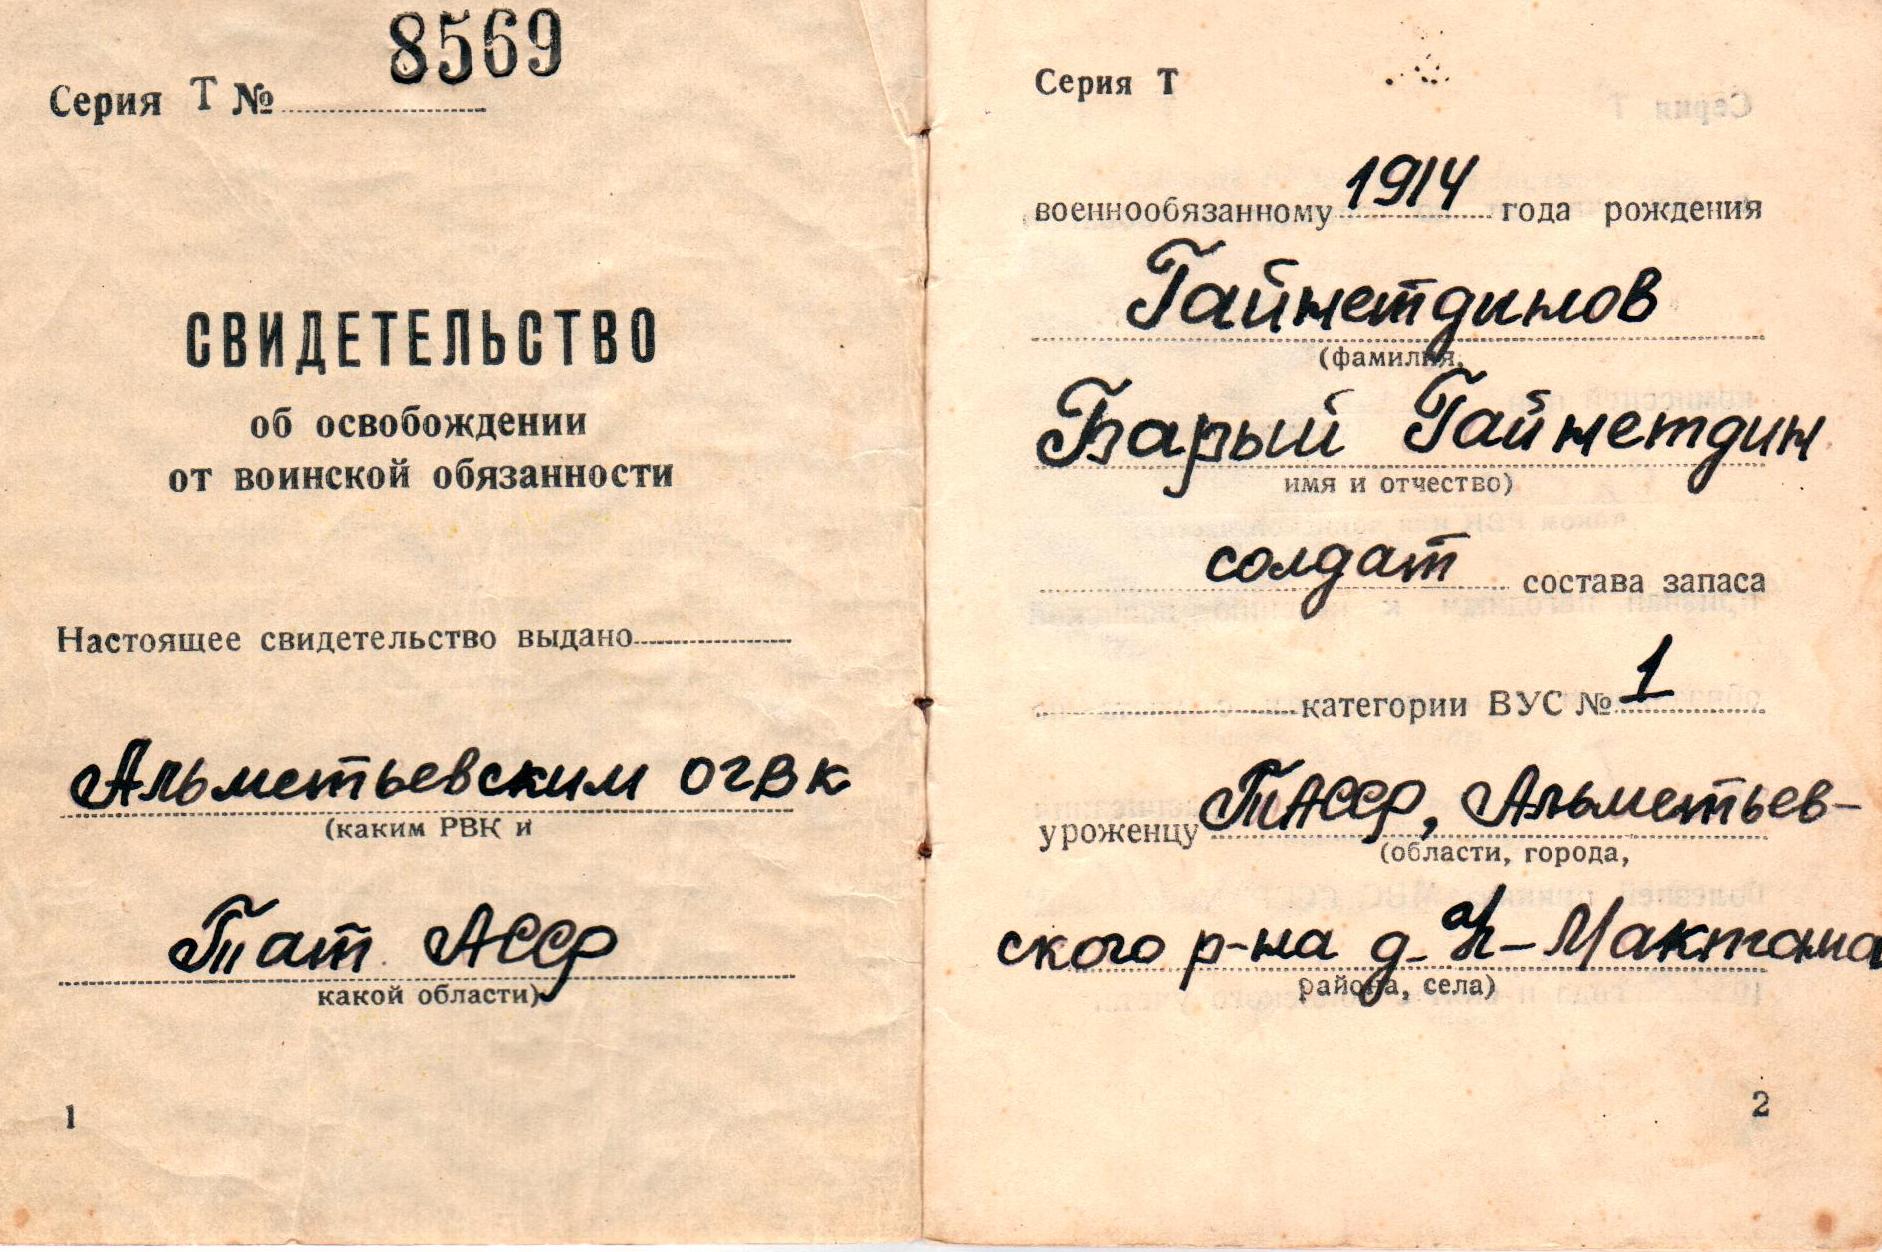 8569
Серия Т №
СВИДЕТЕЛЬСТВО
об освобождении
от воинской обязанности
Настоящее свидетельство выдано
Альметьевским ОГВК
(каким РВК и
Тат АССР
какой области)
1
Серия Т
военнообязанному 1914 года рождения
Гайнетдинов
(фамилия,
Барый Гайнетдин
имя и отчество)
солдат состава запаса
категории ВУС № 1
уроженцу ТАССР, Альметьев-
(области, города,
ского р-на д. -Мактама
района, села)
2